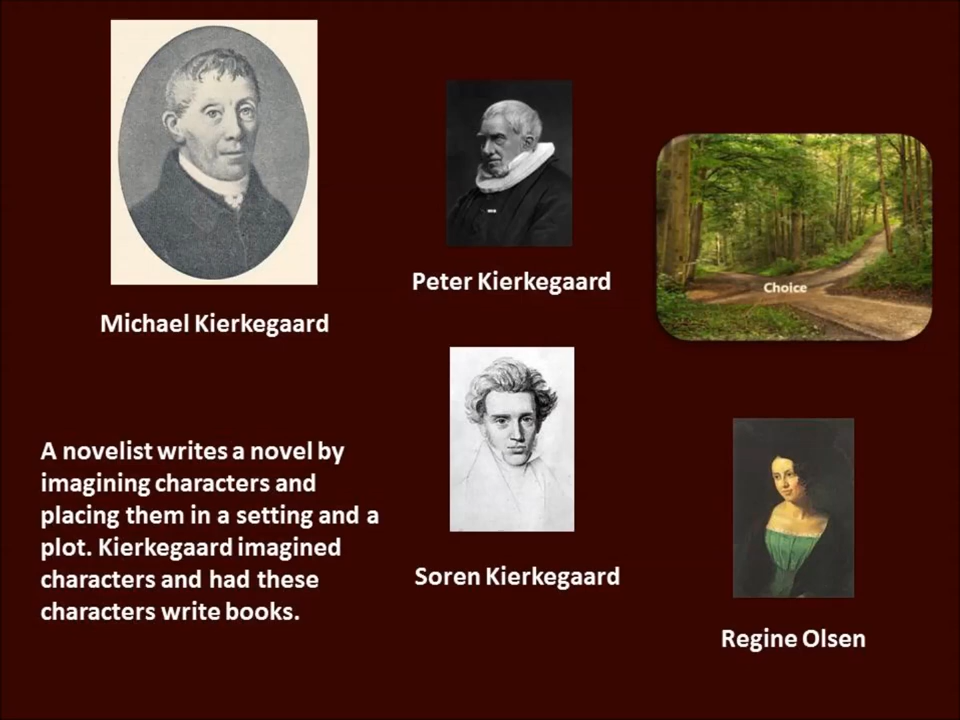 Michael Kierkegaard
Peter Kierkegaard
Choice
A novelist writes a novel by
imagining characters and
placing them in a setting and a
plot. Kierkegaard imagined
characters and had these
characters write books.
Soren Kierkegaard
Regine Olsen